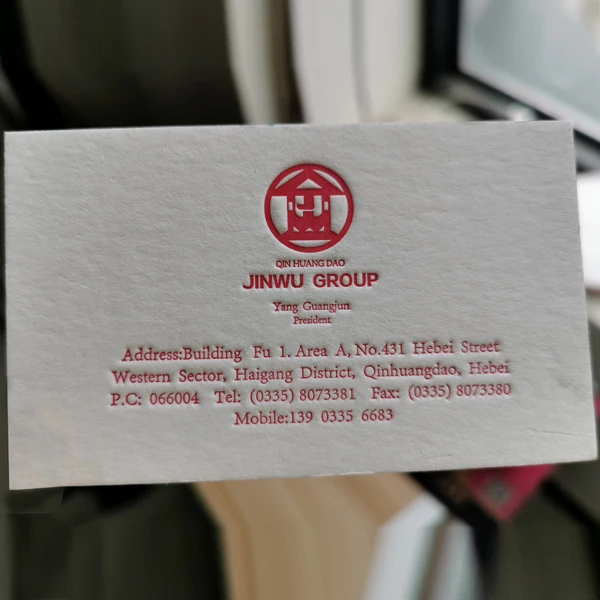 QIN HUANG DAO
JINWU GROUP
Yang Guangjun
President
Address:Building Fu 1. Area A, No.431 Hebei Street
Western Sector, Haigang District, Qinhuangdao, Hebei
P.C: 066004 Tel: (0335) 8073381 Fax: (0335) 8073380
Mobile:139 0335 6683